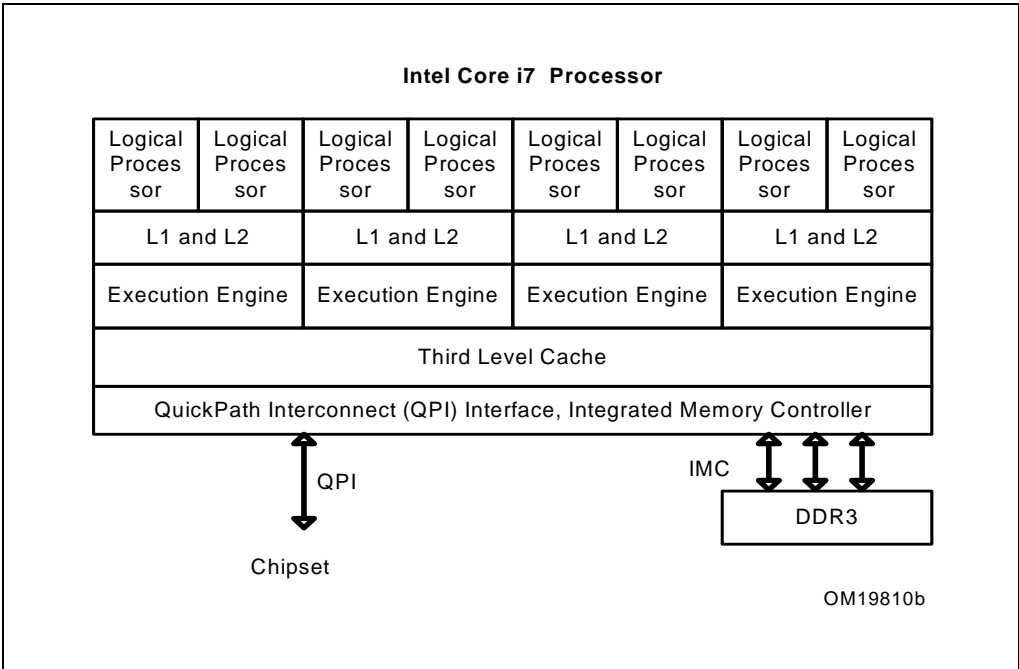 Intel Core i7 Processor
Logical Logical Logical Logical Logical Logical Logical Logical
Proces Proces Proces Proces Proces Proces Proces Proces
sor sor sor sor sor sor sor sor
L1 and L2 L1 and L2 L1 and L2 L1 and L2
Execution Engine Execution Engine Execution Engine Execution Engine
Third Level Cache
QuickPath Interconnect (QPI) Interface, Integrated Memory Controller
QPI
IMC
DDR3
Chipset
OM19810b